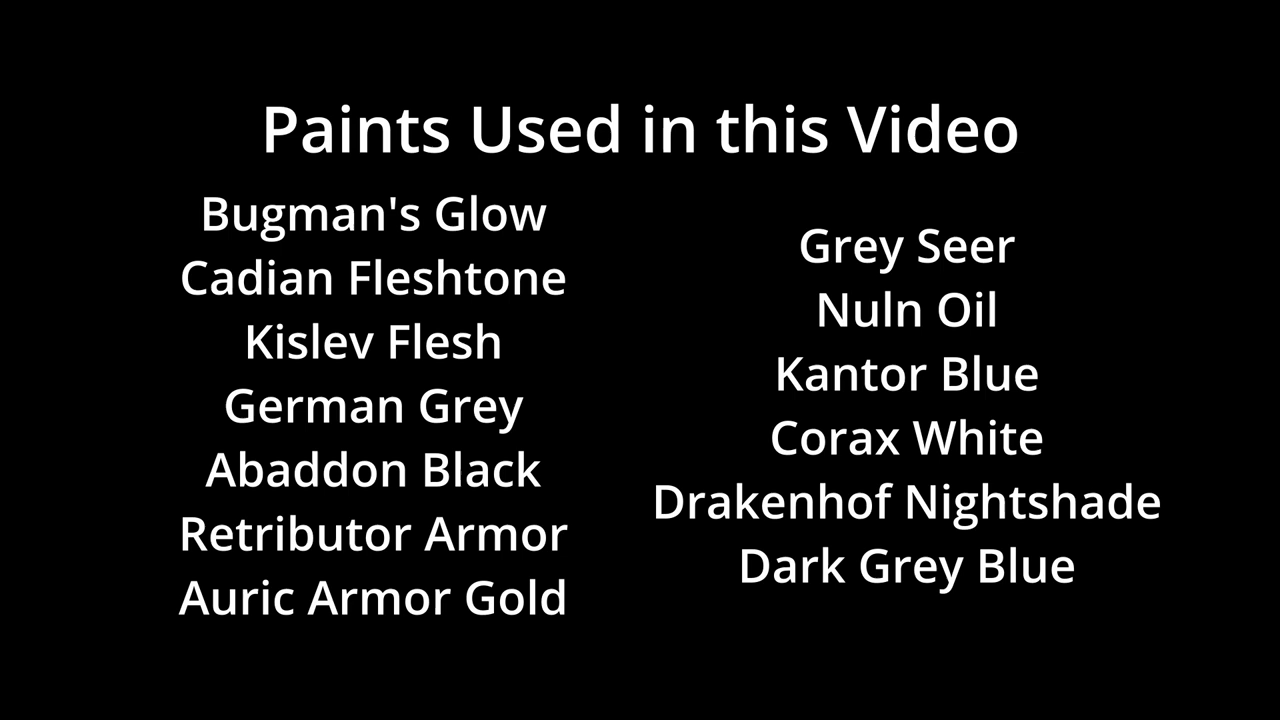 Paints Used in this Video
Bugman's Glow
Cadian Fleshtone
Kislev Flesh
German Grey
Abaddon Black
Retributor Armor
Auric Armor Gold
Grey Seer
Nuln Oil
Kantor Blue
Corax White
Drakenhof Nightshade
Dark Grey Blue